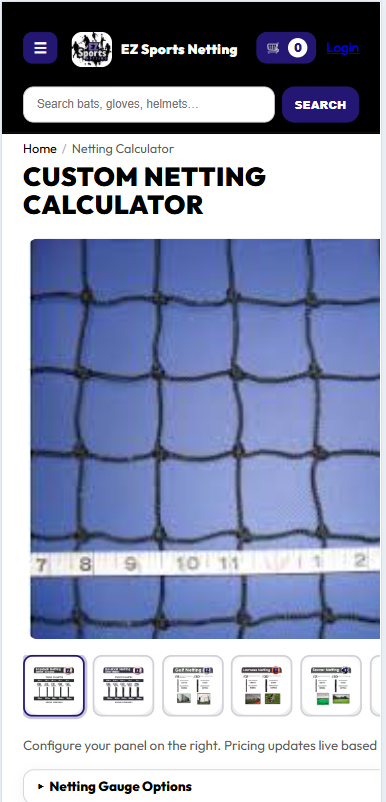 EZ Sports
EZ Sports Netting
0
Login
Search bats, gloves, helmets…
SEARCH
Home / Netting Calculator
CUSTOM NETTING
CALCULATOR
7 8 9 10 11 1 2
Golf Netting
Lacrosse Netting
Soccer Netting
Configure your panel on the right. Pricing updates live based
Netting Gauge Options